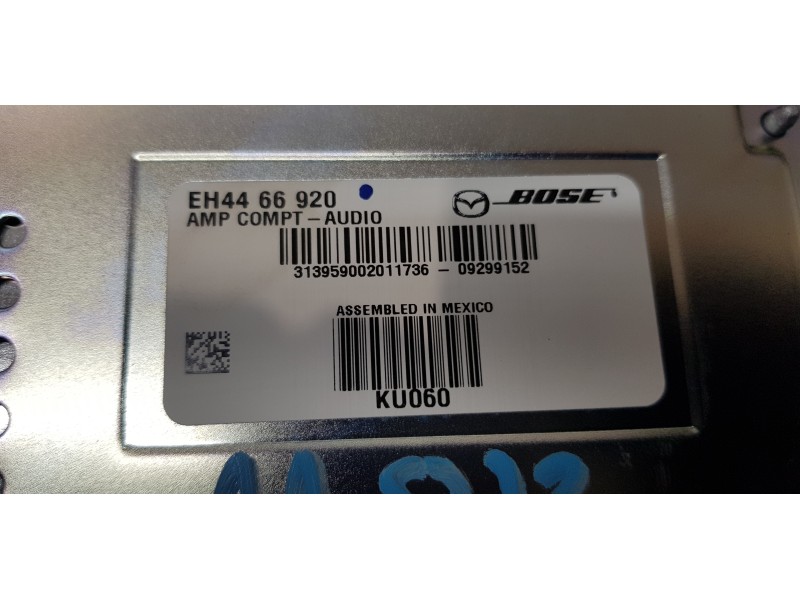 EH44 66 920
BOSE
AMP COMPT - AUDIO
313959002011736 - 09299152
ASSEMBLED IN MEXICO
KU060